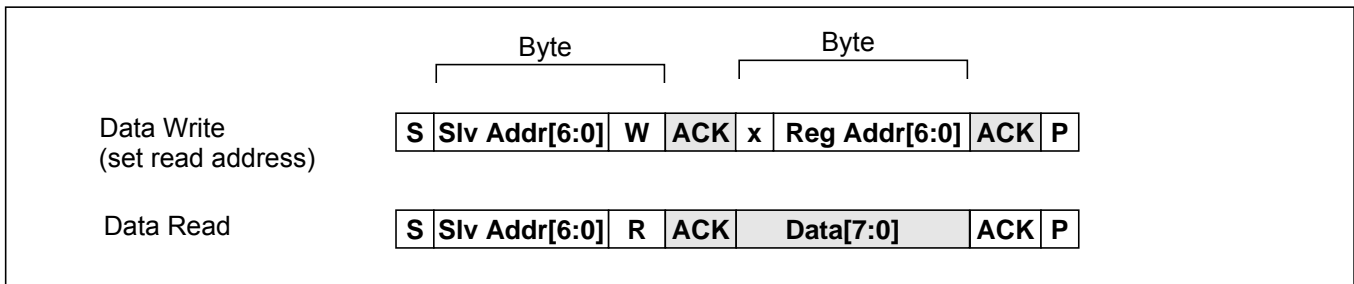 Byte Byte
Data Write S Slv Addr[6:0] W ACK x Reg Addr[6:0] ACK P
(set read address)
Data Read S Slv Addr[6:0] R ACK Data[7:0] ACK P